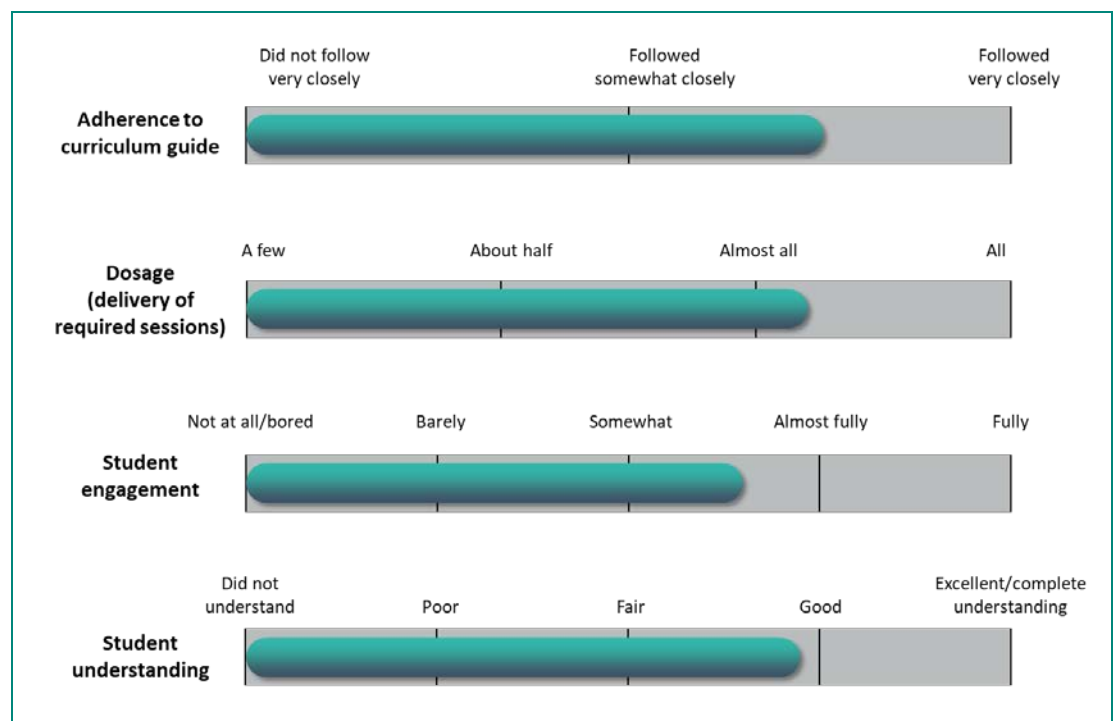 Did not follow
very closely
Followed
somewhat closely
Followed
very closely
Adherence to
curriculum guide
A few
About half
Almost all
All
Dosage
(delivery of
required sessions)
Not at all/bored
Barely
Somewhat
Almost fully
Fully
Student
engagement
Did not
understand
Poor
Fair
Good
Excellent/complete
understanding
Student
understanding